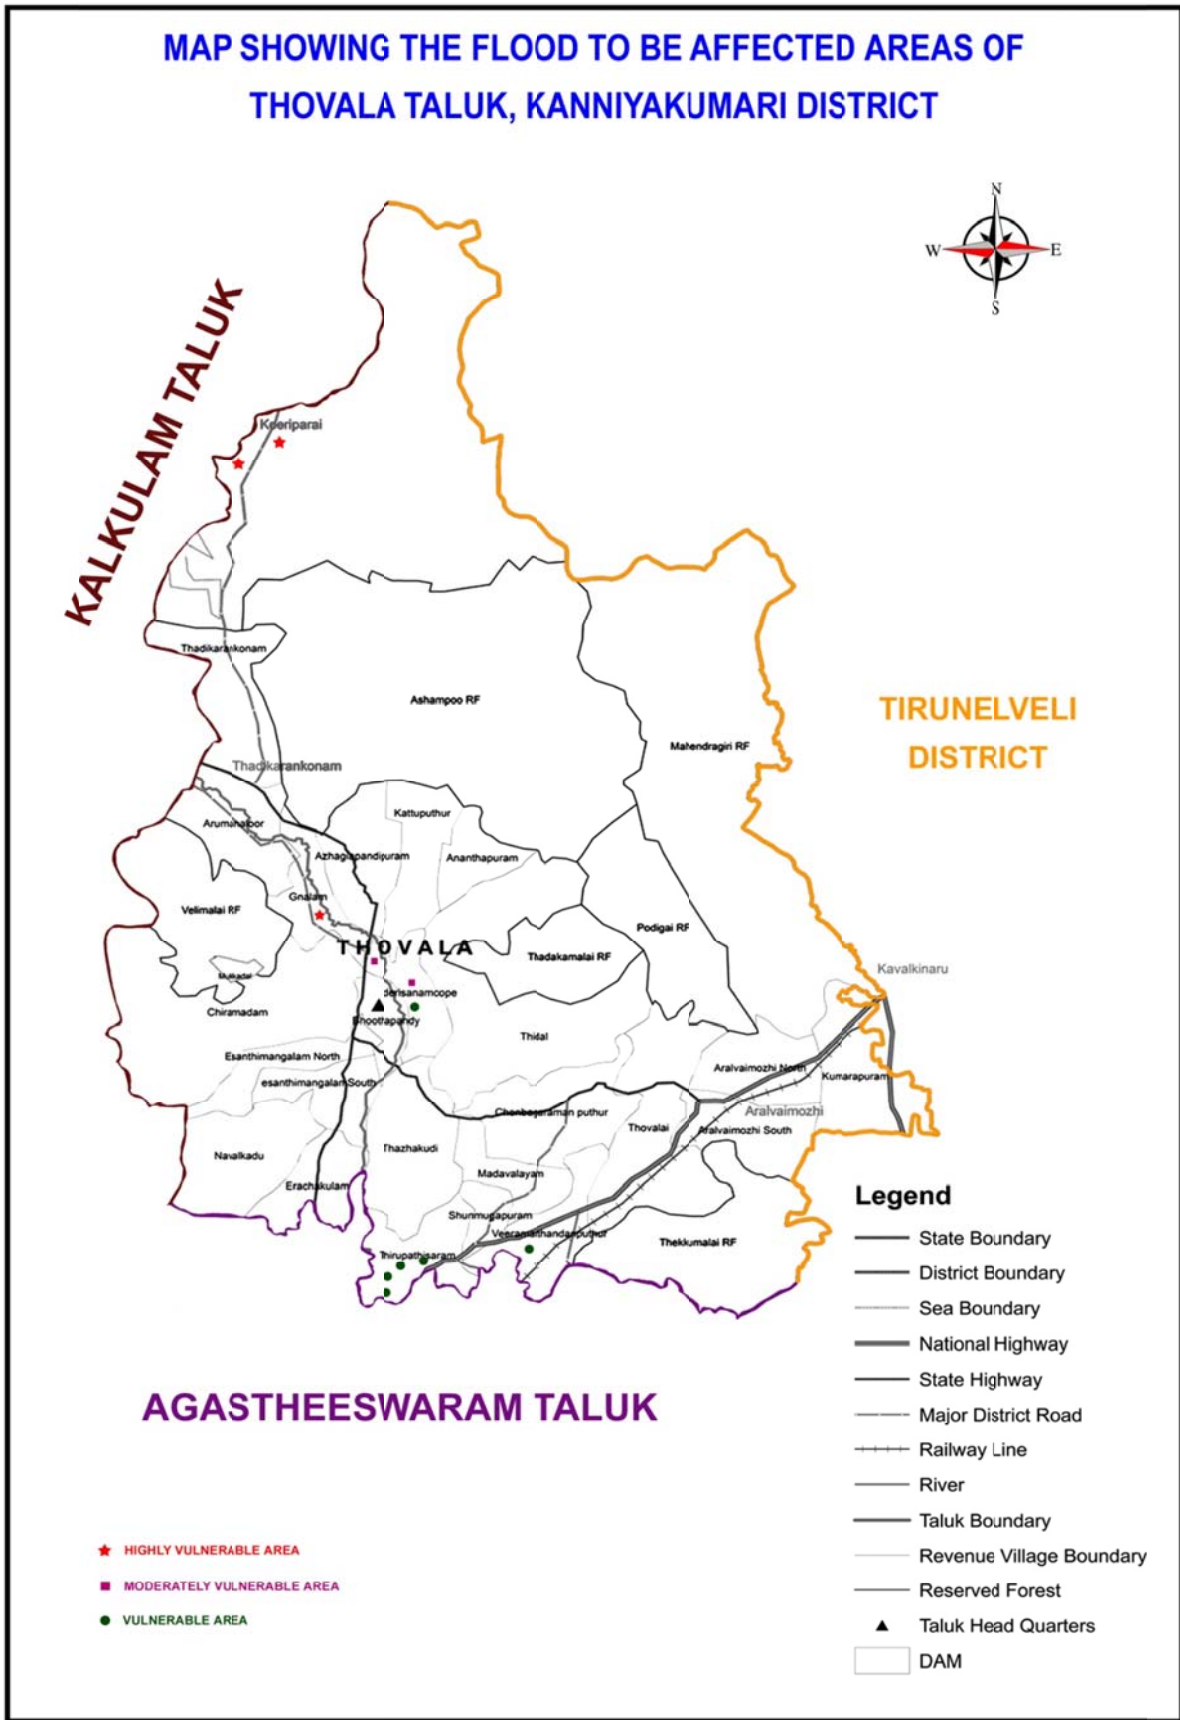 MAP SHOWING THE FLOOD TO BE AFFECTED AREAS OF
THOVALA TALUK, KANNIYAKUMARI DISTRICT
N
W
E
S
KALKULAM TALUK
Keeriparai
Thadikarankonam
Ashampoo RF
Mahendragiri RF
TIRUNELVELI
DISTRICT
Thadikarankonam
Kattuputhur
Arumanaloor
Azhagiapandipuram
Ananthapuram
Gnalam
Velimalai RF
Podigai RF
THOVALA
Thadakamalai RF
Kavalkinaru
Mukkadal
derisanamcope
Chiramadam
Bhoothapandy
Thidal
Esanthimangalam North
Aralvaimozhi North
Kumarapuram
esanthimangalam South
Chenbagaraman puthur
Aralvaimozhi
Thovalai
Aralvaimozhi South
Navalkadu
Thazhakudi
Madavalayam
Erachakulam
Shunmugapuram
Veeramathandanputhur
Thekkumalai RF
Thirupathisaram
AGASTHEESWARAM TALUK
Legend
State Boundary
District Boundary
Sea Boundary
National Highway
State Highway
Major District Road
Railway Line
River
Taluk Boundary
Revenue Village Boundary
Reserved Forest
Taluk Head Quarters
DAM
HIGHLY VULNERABLE AREA
MODERATELY VULNERABLE AREA
VULNERABLE AREA